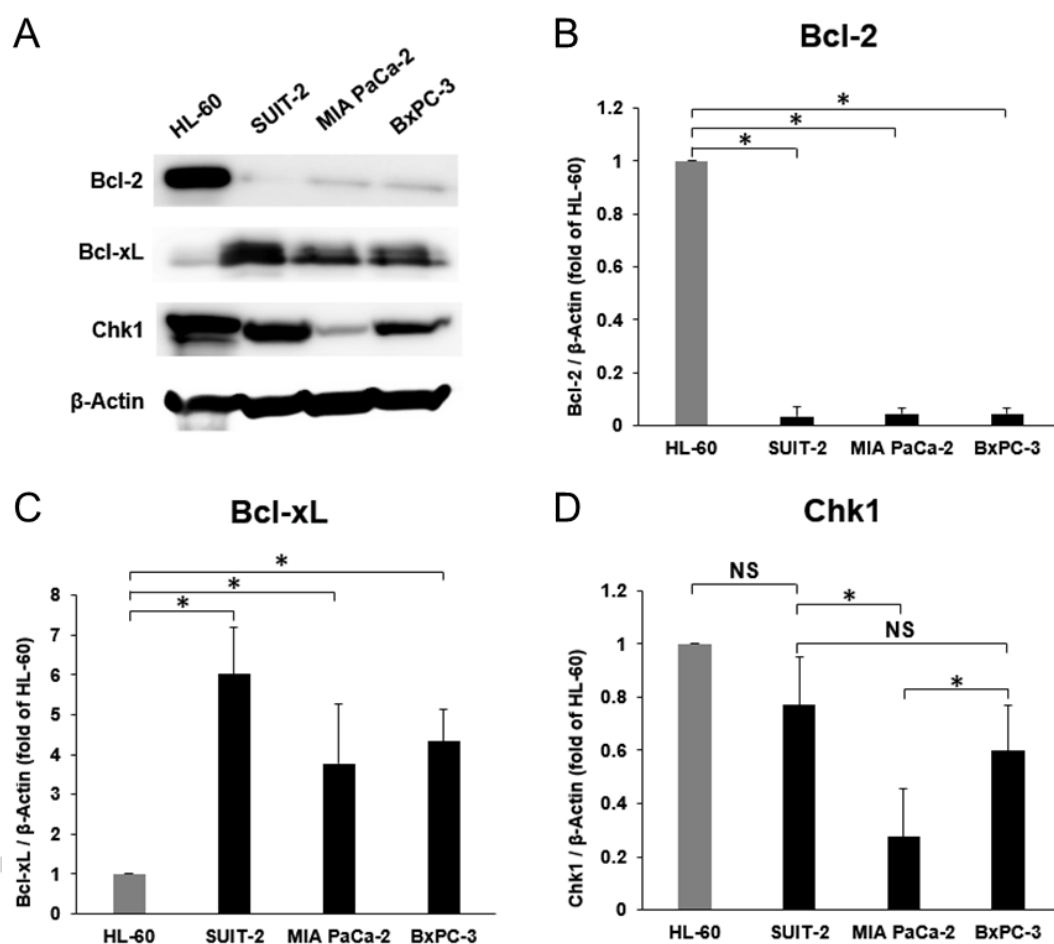 A
HL-60 SUIT-2 MIA PaCa-2 BxPC-3
Bcl-2
Bcl-xL
Chk1
β-Actin
B
Bcl-2
Bcl-2 / β-Actin (fold of HL-60)
1.2
1
0.8
0.6
0.4
0.2
0
*
*
*
HL-60 SUIT-2 MIA PaCa-2 BxPC-3
C
Bcl-xL
Bcl-xL / β-Actin (fold of HL-60)
8
7
6
5
4
3
2
1
0
*
*
*
HL-60 SUIT-2 MIA PaCa-2 BxPC-3
D
Chk1
Chk1 / β-Actin (fold of HL-60)
1.2
1
0.8
0.6
0.4
0.2
0
NS
*
NS
*
HL-60 SUIT-2 MIA PaCa-2 BxPC-3